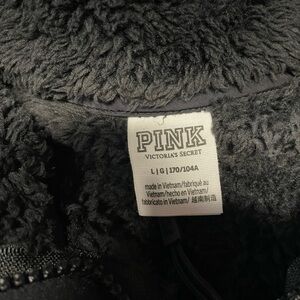 PINK
VICTORIA'S SECRET
L | G | 170/104A
made in Vietnam/fabriqué au
Vietnam/hecho en Vietnam/
fabbricato in Vietnam/ 越南制造